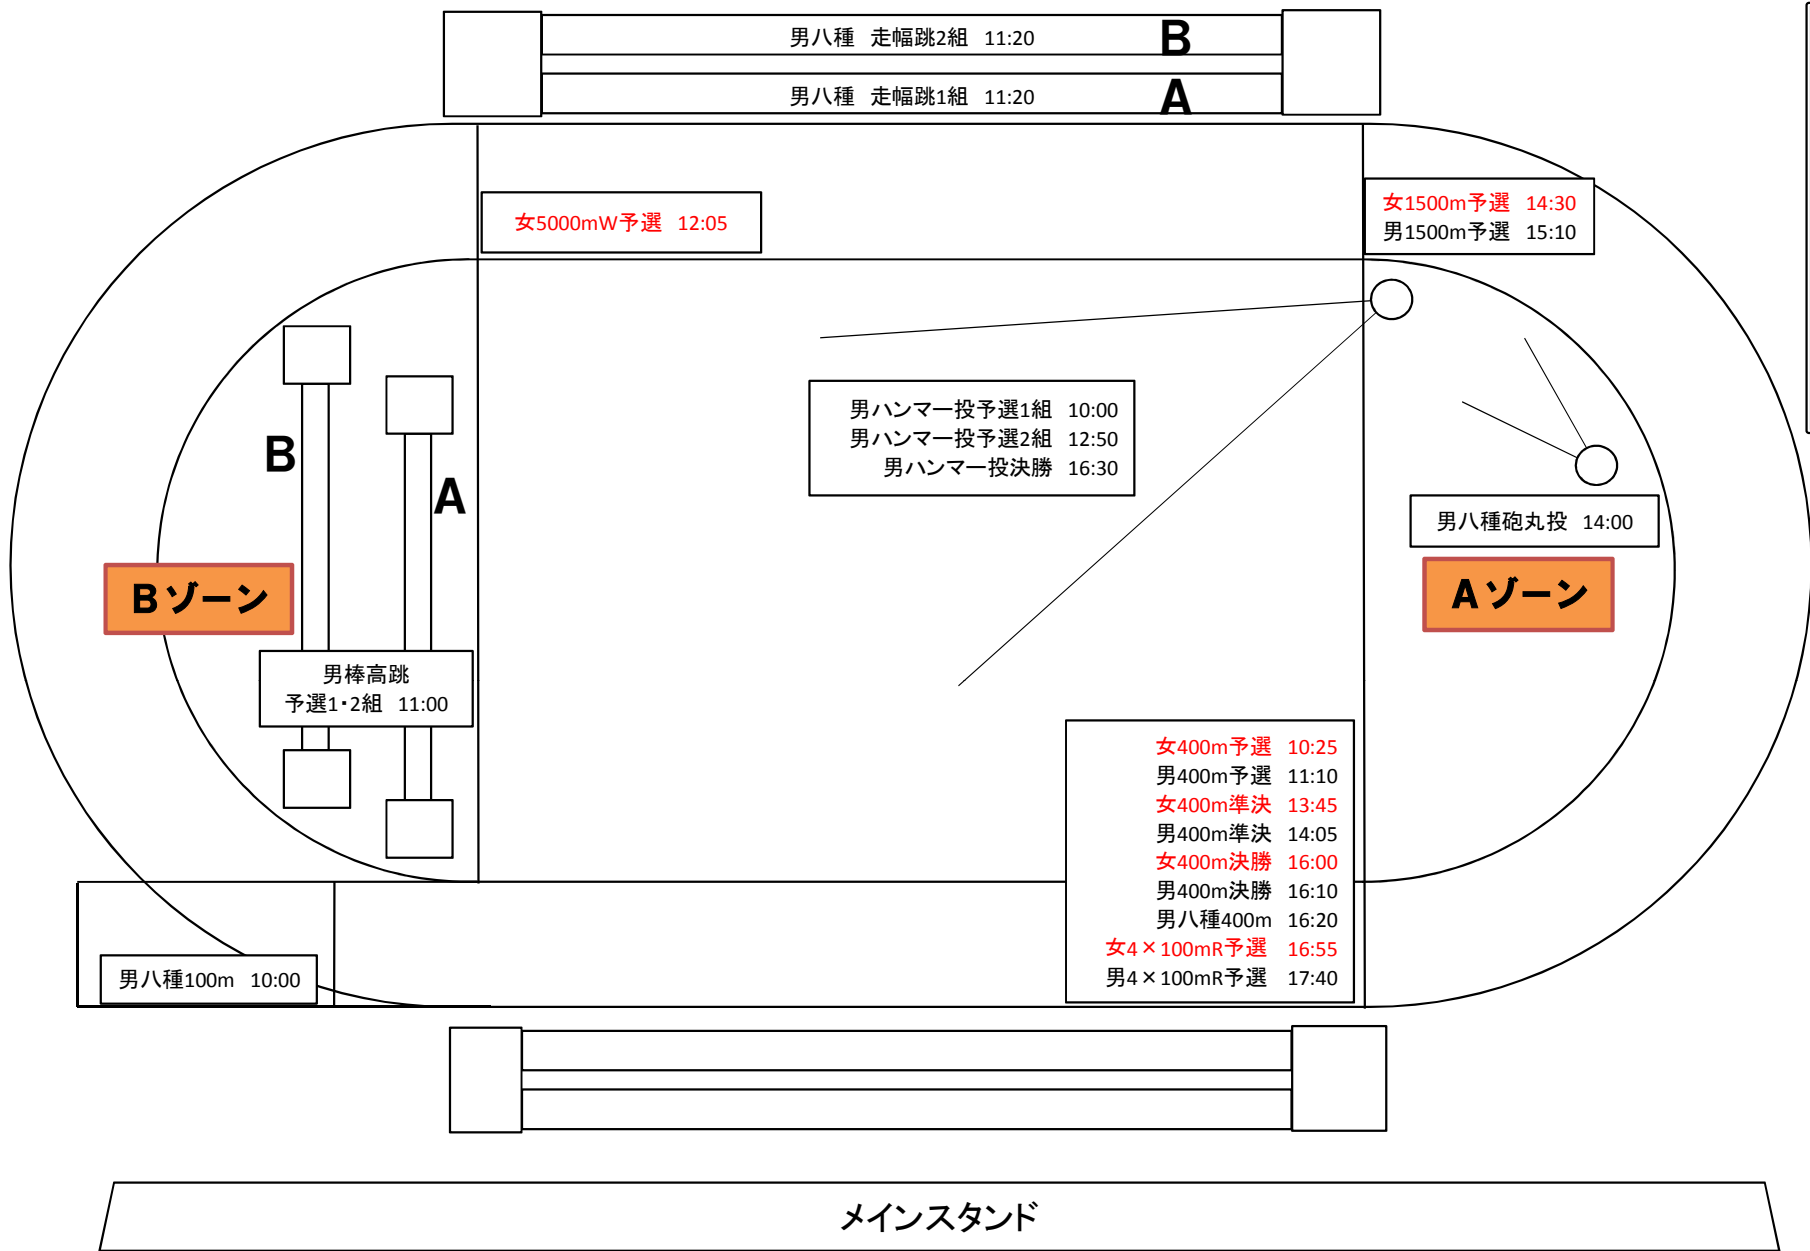 男八種 走幅跳2組 11:20
B
男八種 走幅跳1組 11:20
A
女5000mW予選 12:05
女1500m予選 14:30
男1500m予選 15:10
男ハンマー投予選1組 10:00
男ハンマー投予選2組 12:50
男ハンマー投決勝 16:30
B
A
男八種砲丸投 14:00
Bゾーン
Aゾーン
男棒高跳
予選1・2組 11:00
女400m予選 10:25
男400m予選 11:10
女400m準決 13:45
男400m準決 14:05
女400m決勝 16:00
男400m決勝 16:10
男八種400m 16:20
女4×100mR予選 16:55
男4×100mR予選 17:40
男八種100m 10:00
メインスタンド